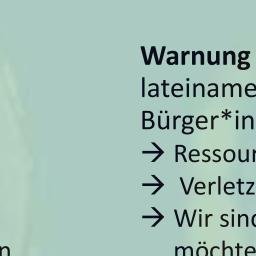 Warnung
lateiname
Bürger*in
→ Ressour
→ Verletz
→ Wir sind
möchte
n